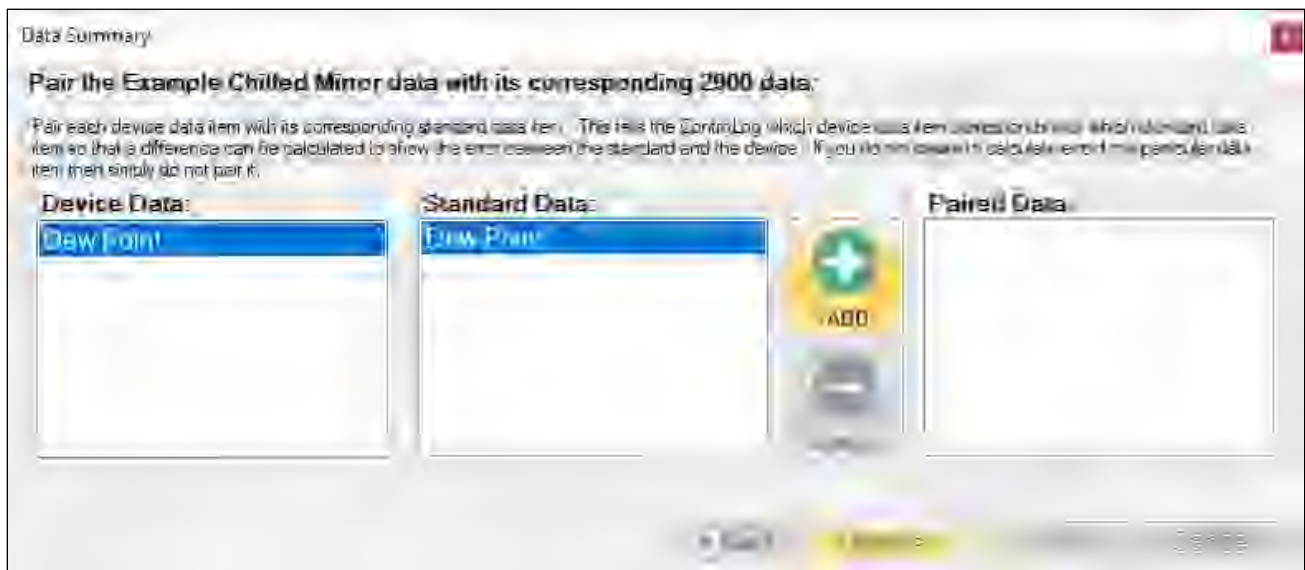 Data Summary
Pair the Example Chilled Mirror data with its corresponding 2900 data:
Pair each device data item with its corresponding standard data item. This tells the ControLog which device data item corresponds with which standard data
item so that a difference can be calculated to show the error between the standard and the device. If you do not to calculate error for particular data
item then simply do not pair it.
Device Data: Standard Data: Paired Data:
Dew Point Dew Point
ADD
Back